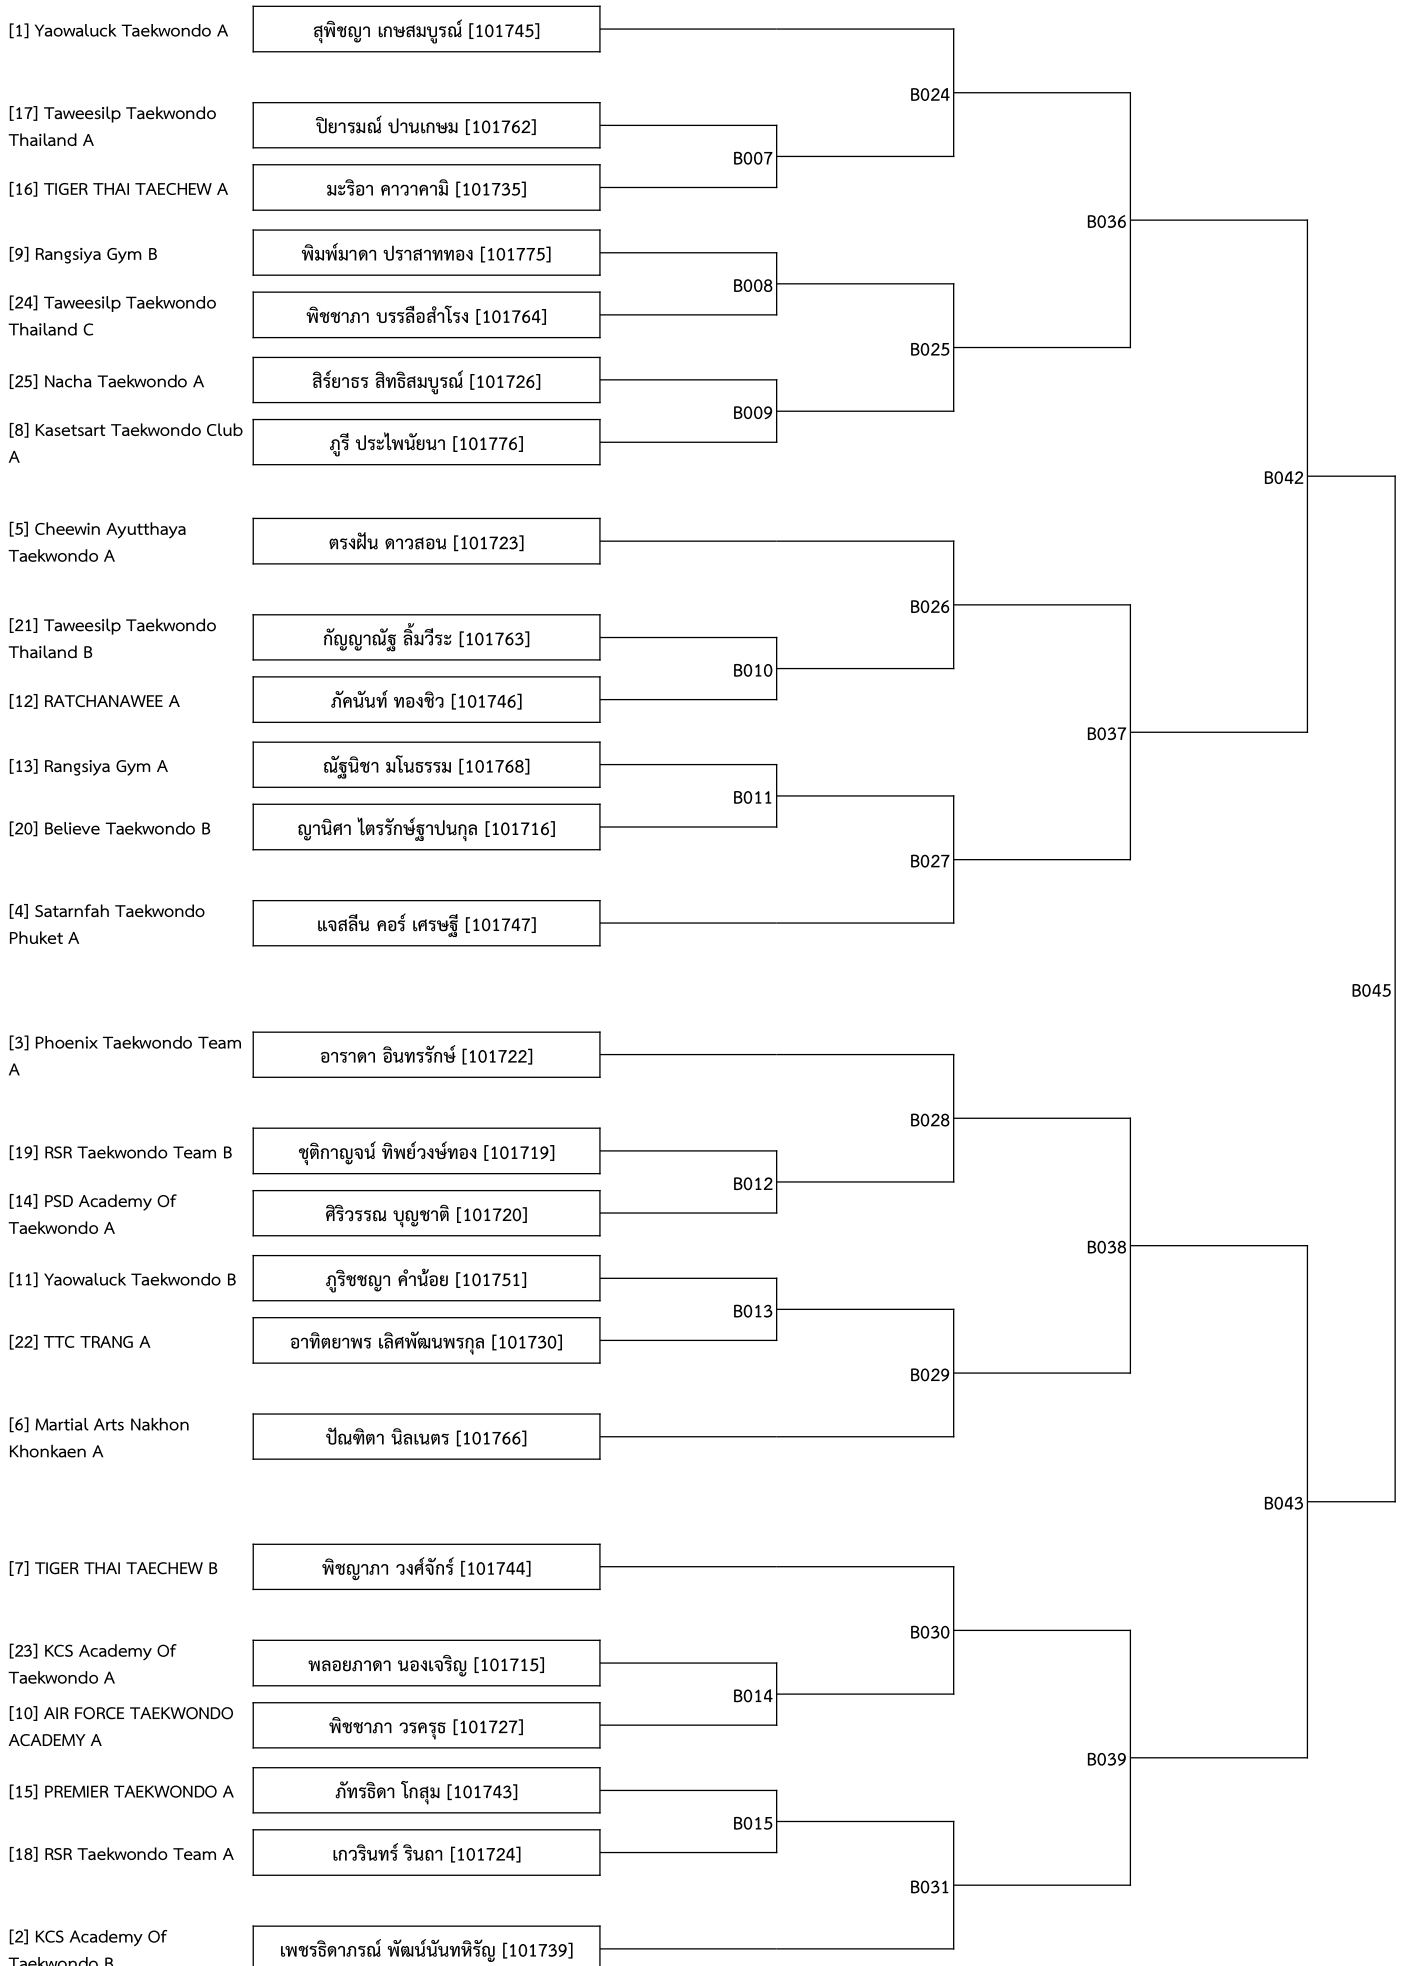 [1] Yaowaluck Taekwondo A
สุพิชญา เกษสมบูรณ์ [101745]
B024
[17] Taweesilp Taekwondo
Thailand A
ปิยารมณ์ ปานเกษม [101762]
B007
[16] TIGER THAI TAECHEW A
มะริอา คาวาคามิ [101735]
B036
[9] Rangsiya Gym B
พิมพ์มาดา ปราสาททอง [101775]
B008
[24] Taweesilp Taekwondo
Thailand C
พิชชาภา บรรลือสำโรง [101764]
B025
[25] Nacha Taekwondo A
สิร์ยาธร สิทธิสมบูรณ์ [101726]
B009
[8] Kasetsart Taekwondo Club
A
ภูรี ประไพนัยนา [101776]
B042
[5] Cheewin Ayutthaya
Taekwondo A
ตรงฝัน ดาวสอน [101723]
B026
[21] Taweesilp Taekwondo
Thailand B
กัญญาณัฐ ลิ้มวีระ [101763]
B010
[12] RATCHANAWEE A
ภัคนันท์ ทองชิว [101746]
B037
[13] Rangsiya Gym A
ณัฐนิชา มโนธรรม [101768]
B011
[20] Believe Taekwondo B
ญานิศา ไตรรักษ์ฐาปนกุล [101716]
B027
[4] Satarnfah Taekwondo
Phuket A
แจสลีน คอร์ เศรษฐี [101747]
B045
[3] Phoenix Taekwondo Team
A
อาราดา อินทรรักษ์ [101722]
B028
[19] RSR Taekwondo Team B
ชุติกาญจน์ ทิพย์วงษ์ทอง [101719]
B012
[14] PSD Academy Of
Taekwondo A
ศิริวรรณ บุญชาติ [101720]
B038
[11] Yaowaluck Taekwondo B
ภูริชชญา คำน้อย [101751]
B013
[22] TTC TRANG A
อาทิตยาพร เลิศพัฒนพรกุล [101730]
B029
[6] Martial Arts Nakhon
Khonkaen A
ปัณฑิตา นิลเนตร [101766]
B043
[7] TIGER THAI TAECHEW B
พิชญาภา วงศ์จักร์ [101744]
B030
[23] KCS Academy Of
Taekwondo A
พลอยภาดา นองเจริญ [101715]
B014
[10] AIR FORCE TAEKWONDO
ACADEMY A
พิชชาภา วรครุธ [101727]
B039
[15] PREMIER TAEKWONDO A
ภัทรธิดา โกสุม [101743]
B015
[18] RSR Taekwondo Team A
เกวรินทร์ รินถา [101724]
B031
[2] KCS Academy Of
Taekwondo B
เพชรธิดาภรณ์ พัฒน์นันทหิรัญ [101739]